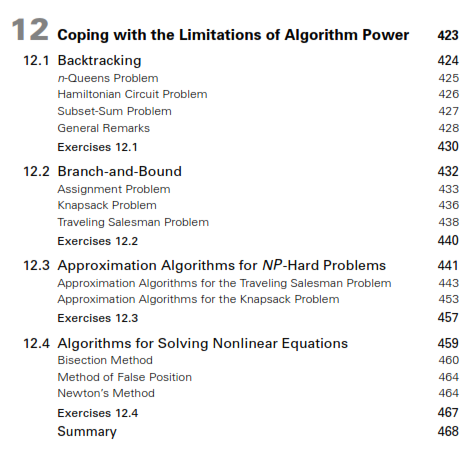 12 Coping with the Limitations of Algorithm Power 423
12.1 Backtracking 424
n-Queens Problem 425
Hamiltonian Circuit Problem 426
Subset-Sum Problem 427
General Remarks 428
Exercises 12.1 430
12.2 Branch-and-Bound 432
Assignment Problem 433
Knapsack Problem 436
Traveling Salesman Problem 438
Exercises 12.2 440
12.3 Approximation Algorithms for NP-Hard Problems 441
Approximation Algorithms for the Traveling Salesman Problem 443
Approximation Algorithms for the Knapsack Problem 453
Exercises 12.3 457
12.4 Algorithms for Solving Nonlinear Equations 459
Bisection Method 460
Method of False Position 464
Newton's Method 464
Exercises 12.4 467
Summary 468